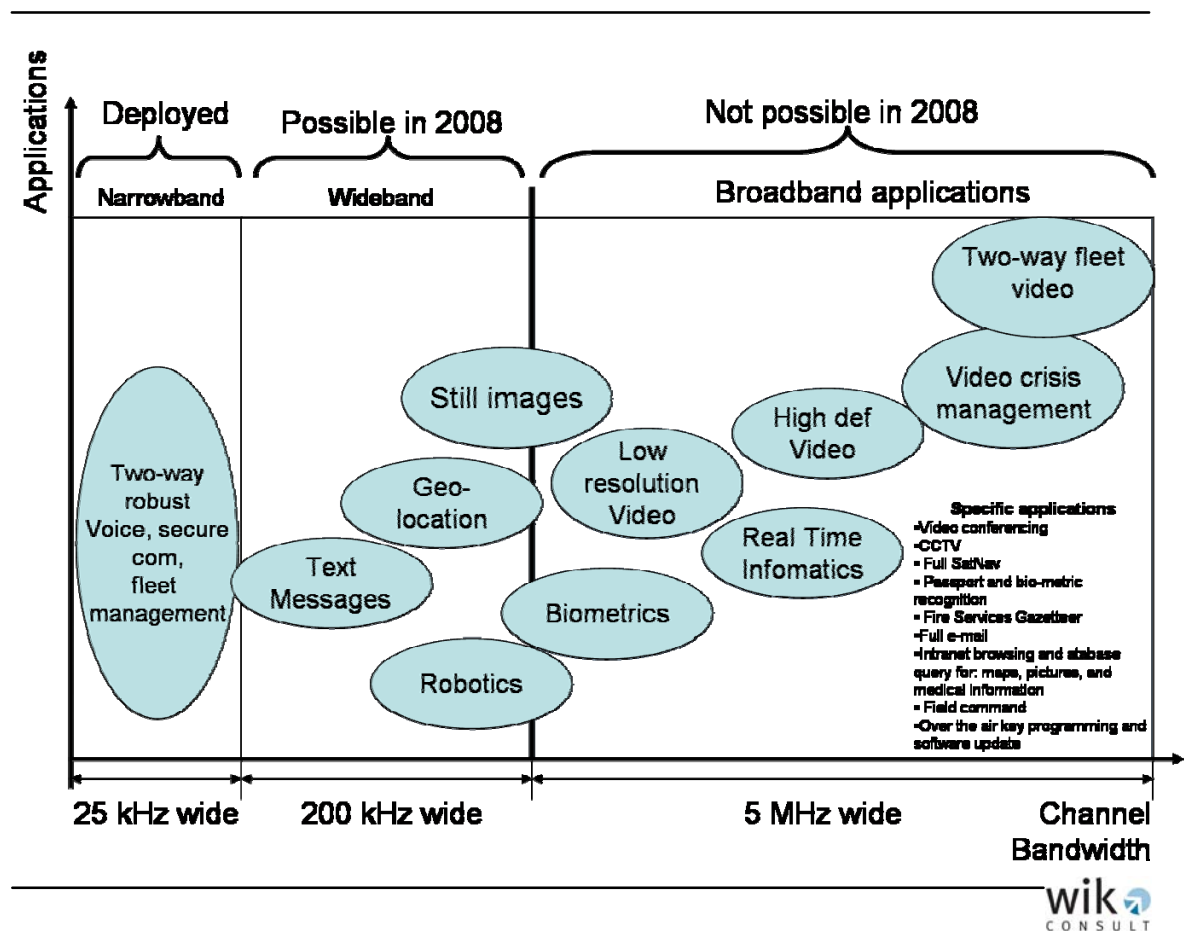 Applications
Deployed
Possible in 2008
Not possible in 2008
Narrowband
Wideband
Broadband applications
Two-way fleet
video
Video crisis
management
Still images
High def
Video
Low
resolution
Video
Geo-
location
Two-way
robust
Voice, secure
com,
fleet
management
Text
Messages
Real Time
Infomatics
Biometrics
Robotics
Specific applications
•Video conferencing
•CCTV
• Full SatNav
• Passport and bio-metric
recognition
• Fire Services Gazetteer
•Full e-mail
•Intranet browsing and atabase
query for: maps, pictures, and
medical information
• Field command
•Over the air key programming and
software update
25 kHz wide
200 kHz wide
5 MHz wide
Channel
Bandwidth
wik
CONSULT